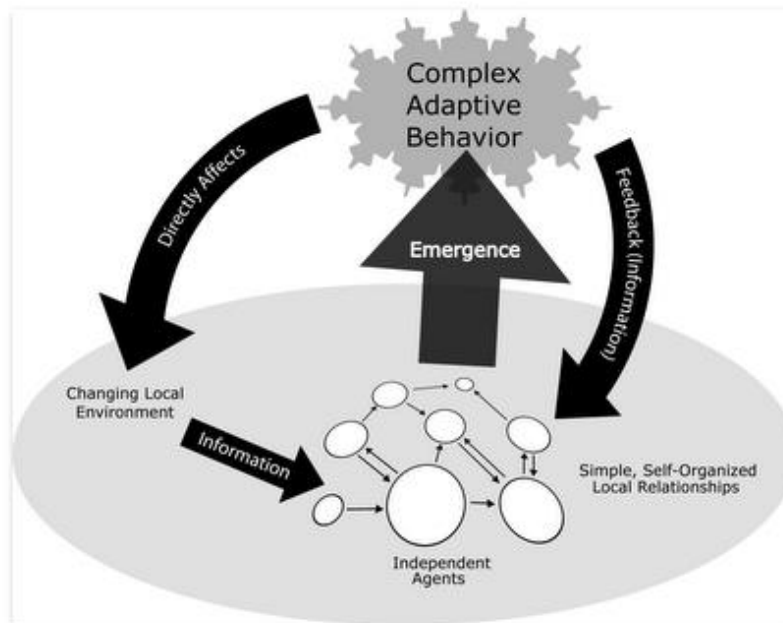 Complex
Adaptive
Behavior
Directly Affects
Feedback (Information)
Emergence
Changing Local
Environment
Information
Simple, Self-Organized
Local Relationships
Independent
Agents